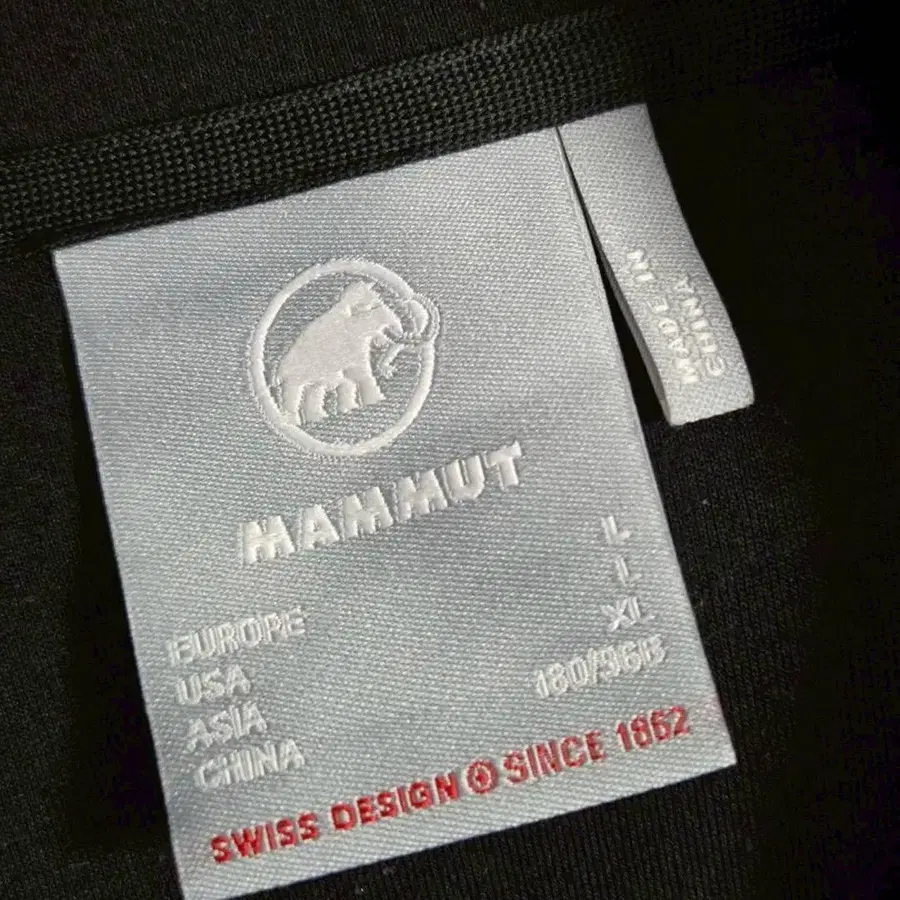 MAMMUT
EUROPE L
USA L
ASIA XL
CHINA 180/96B
SWISS DESIGN SINCE 1862
MADE IN
CHINA